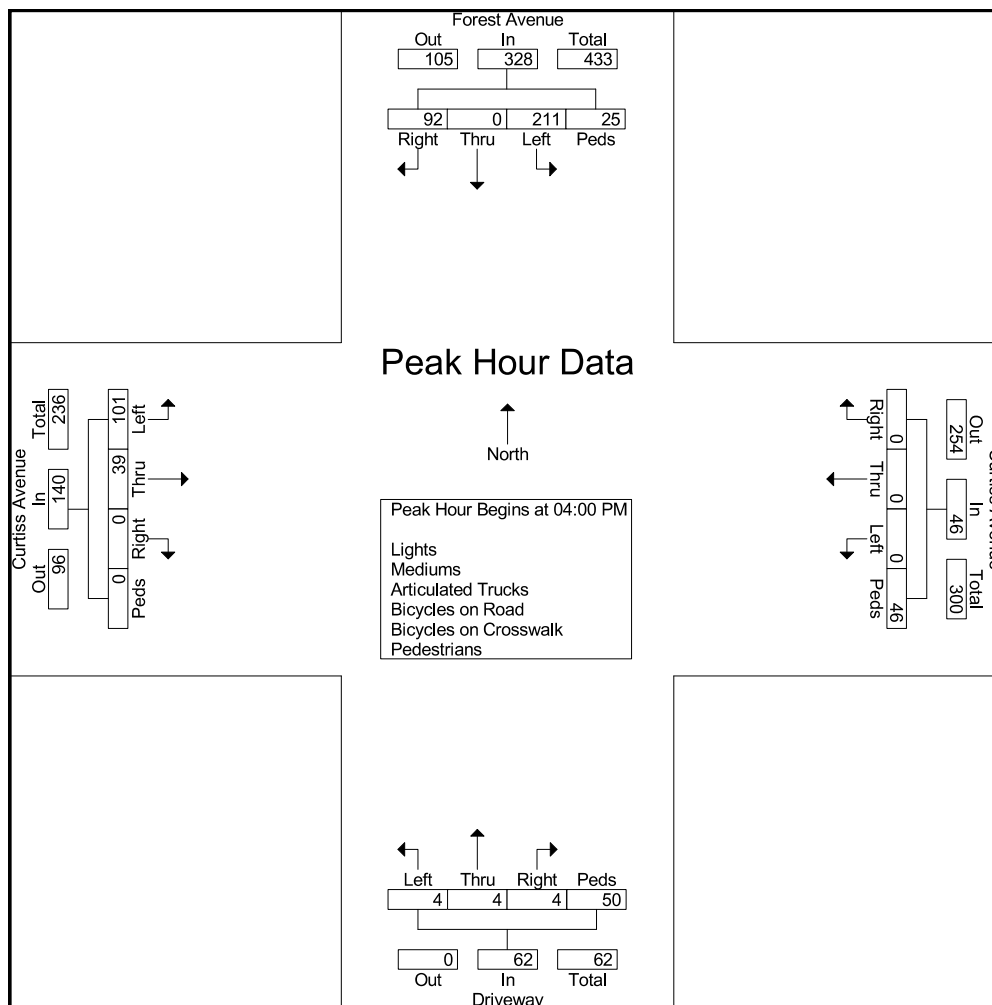 Forest Avenue
Out In Total
105 328 433
92 0 211 25
Right Thru Left Peds
Peak Hour Data
North
Peak Hour Begins at 04:00 PM
Lights
Mediums
Articulated Trucks
Bicycles on Road
Bicycles on Crosswalk
Pedestrians
Curtiss Avenue
Out In Total
96 140 236
Peds Right Thru Left
0 0 39 101
Out In Total
254 46 300
Right Thru Left Peds
0 0 0 46
Left Thru Right Peds
4 4 4 50
0 62 62
Out In Total
Driveway